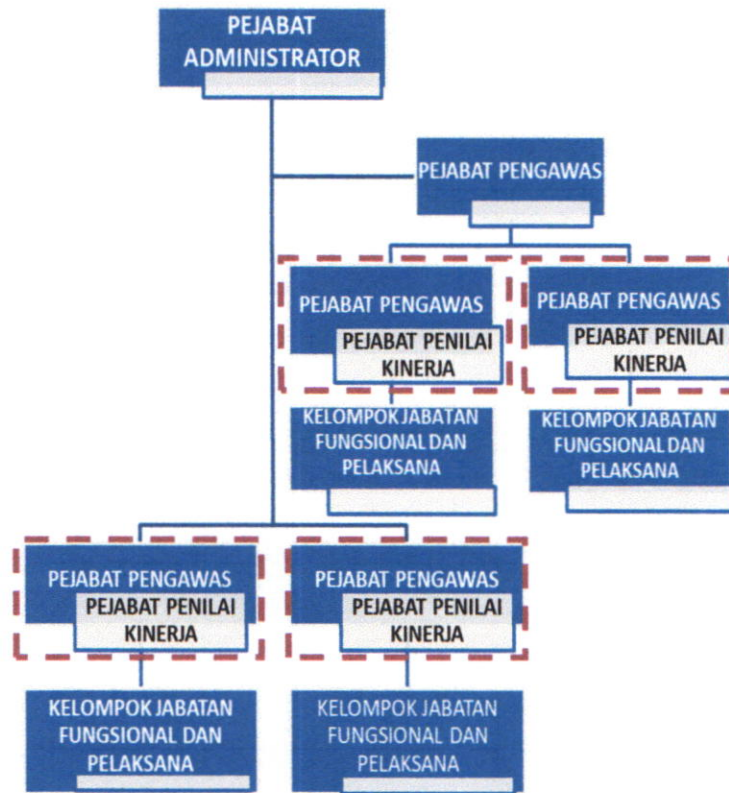 PEJABAT
ADMINISTRATOR
PEJABAT PENGAWAS
PEJABAT PENGAWAS
PEJABAT PENILAI
KINERJA
PEJABAT PENGAWAS
PEJABAT PENILAI
KINERJA
KELOMPOK JABATAN
FUNGSIONAL DAN
PELAKSANA
KELOMPOK JABATAN
FUNGSIONAL DAN
PELAKSANA
PEJABAT PENGAWAS
PEJABAT PENILAI
KINERJA
PEJABAT PENGAWAS
PEJABAT PENILAI
KINERJA
KELOMPOK JABATAN
FUNGSIONAL DAN
PELAKSANA
KELOMPOK JABATAN
FUNGSIONAL DAN
PELAKSANA